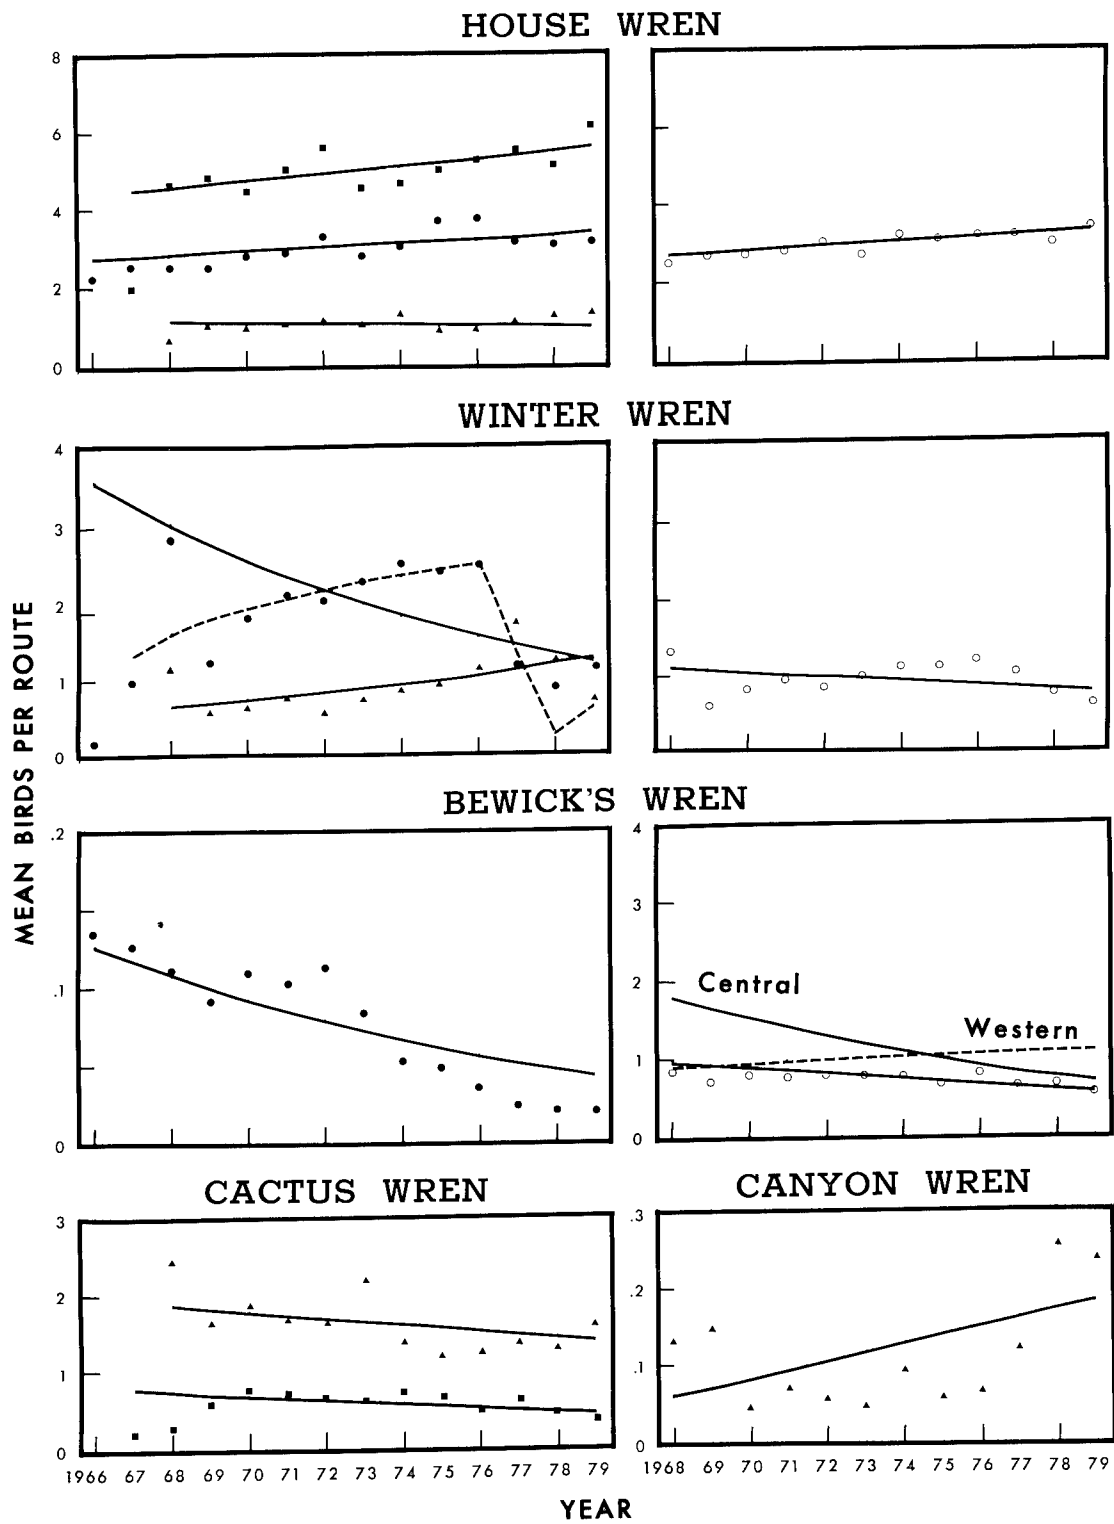 HOUSE WREN
8
6
4
2
0
WINTER WREN
4
3
2
1
0
BEWICK'S WREN
.2
.1
0
4
3
2
1
0
Central
Western
CACTUS WREN
3
2
1
0
1966 67 68 69 70 71 72 73 74 75 76 77 78 79
CANYON WREN
.3
.2
.1
0
1968 69 70 71 72 73 74 75 76 77 78 79
MEAN BIRDS PER ROUTE
YEAR